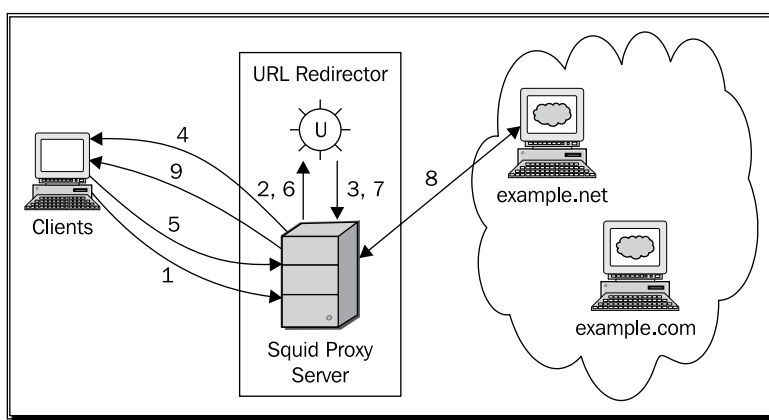 URL Redirector
U
4
9
2, 6
3, 7
8
5
1
Clients
Squid Proxy
Server
example.net
example.com